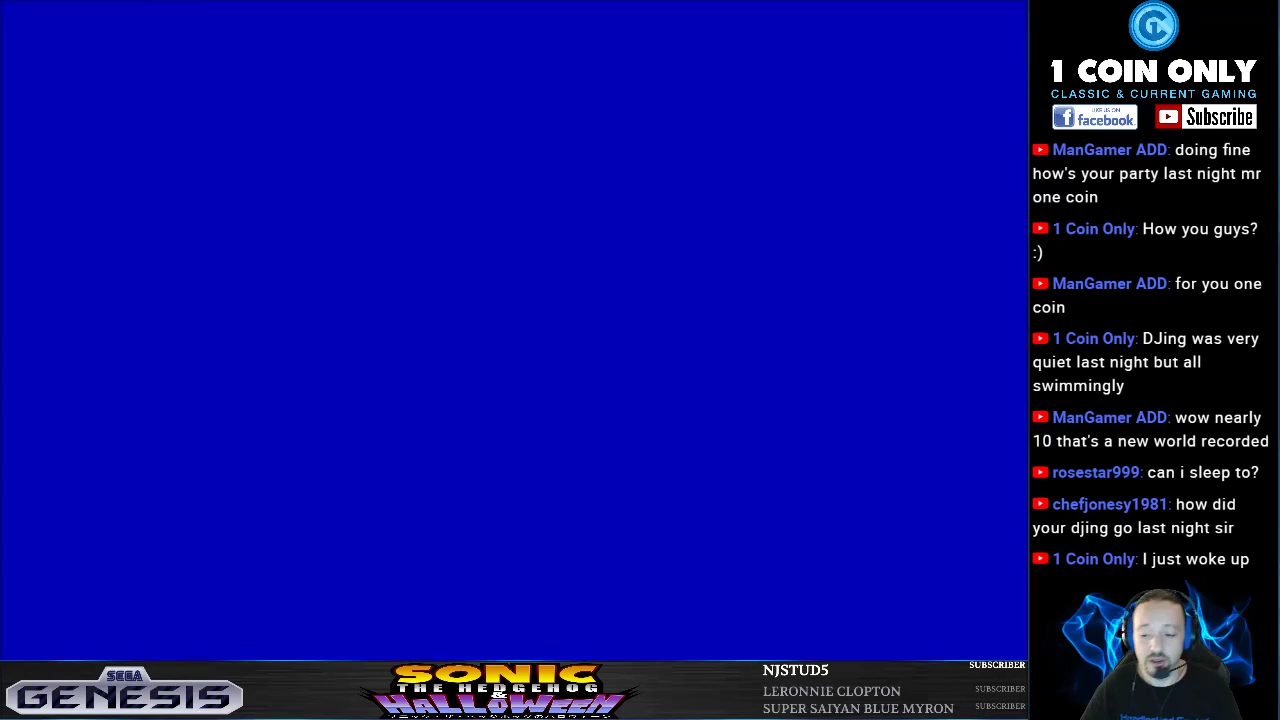 1 COIN ONLY
CLASSIC & CURRENT GAMING
LIKE US ON
facebook.
Subscribe
ManGamer ADD: doing fine
how's your party last night mr
one coin
1 Coin Only: How you guys?
:)
ManGamer ADD: for you one
coin
1 Coin Only: DJing was very
quiet last night but all
swimmingly
ManGamer ADD: wow nearly
10 that's a new world recorded
rosestar999: can i sleep to?
chefjonesy1981: how did
your djing go last night sir
1 Coin Only: I just woke up
SEGA
GENESIS
SONIC
THE HEDGEHOG
&
HALLOWEEN
NJSTUD5 SUBSCRIBER
LERONNIE CLOPTON SUBSCRIBER
SUPER SAIYAN BLUE MYRON SUBSCRIBER